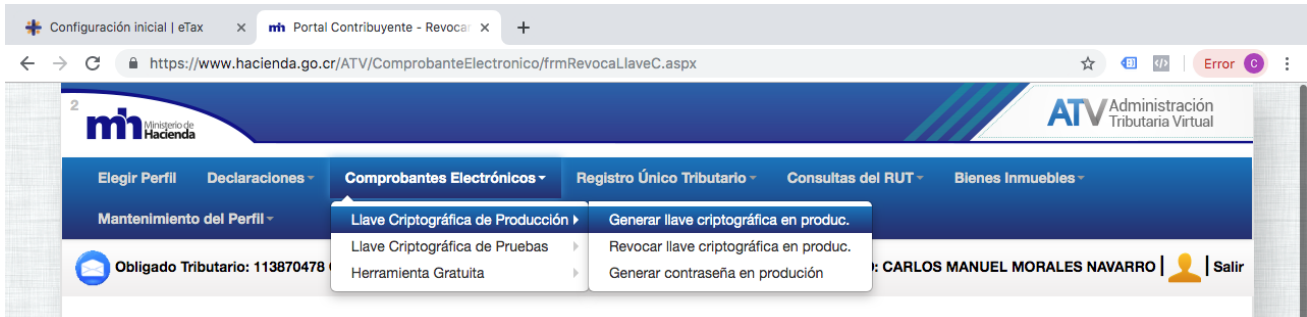 Configuración inicial | eTax
Portal Contribuyente - Revocar
https://www.hacienda.go.cr/ATV/ComprobanteElectronico/frmRevocaLlaveC.aspx
Error C
2
mh Ministerio de Hacienda
ATV Administración Tributaria Virtual
Elegir Perfil Declaraciones Comprobantes Electrónicos Registro Único Tributario Consultas del RUT Bienes Inmuebles
Mantenimiento del Perfil
Llave Criptográfica de Producción
Generar llave criptográfica en produc.
Llave Criptográfica de Pruebas
Revocar llave criptográfica en produc.
Herramienta Gratuita
Generar contraseña en produción
Obligado Tributario: 113870478
: CARLOS MANUEL MORALES NAVARRO | | Salir